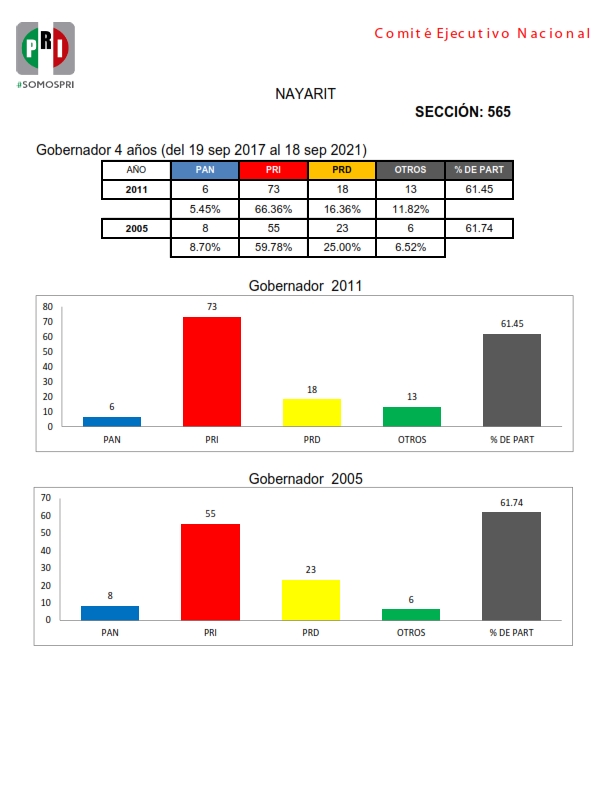 PRI
#SOMOSPRI
Comité Ejecutivo Nacional
NAYARIT
SECCIÓN: 565
Gobernador 4 años (del 19 sep 2017 al 18 sep 2021)
AÑO PAN PRI PRD OTROS % DE PART
2011 6 73 18 13 61.45
5.45% 66.36% 16.36% 11.82%
2005 8 55 23 6 61.74
8.70% 59.78% 25.00% 6.52%
Gobernador 2011
80
70
60
50
40
30
20
10
0
6 73 18 13 61.45
PAN PRI PRD OTROS % DE PART
Gobernador 2005
70
60
50
40
30
20
10
0
8 55 23 6 61.74
PAN PRI PRD OTROS % DE PART